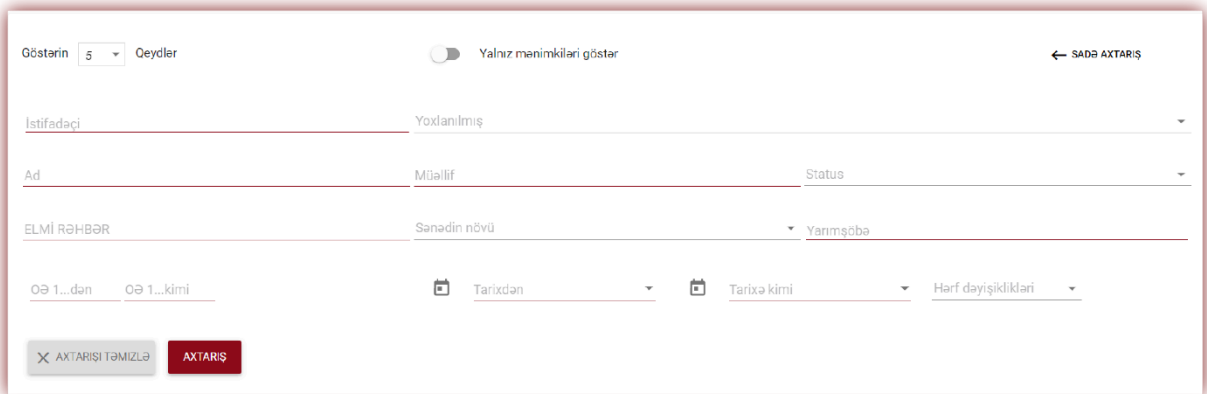 Göstərin 5 Qeydlər Yalnız mənimkiləri göstər ← SADƏ AXTARIŞ
İstifadəçi Yoxlanılmış
Ad Müəllif Status
ELMİ RƏHBƏR Sənədin növü Yarımşöbə
OƏ 1...dən OƏ 1...kimi Tarixdən Tarixə kimi Hərf dəyişiklikləri
AXTARIŞI TƏMİZLƏ AXTARIŞ